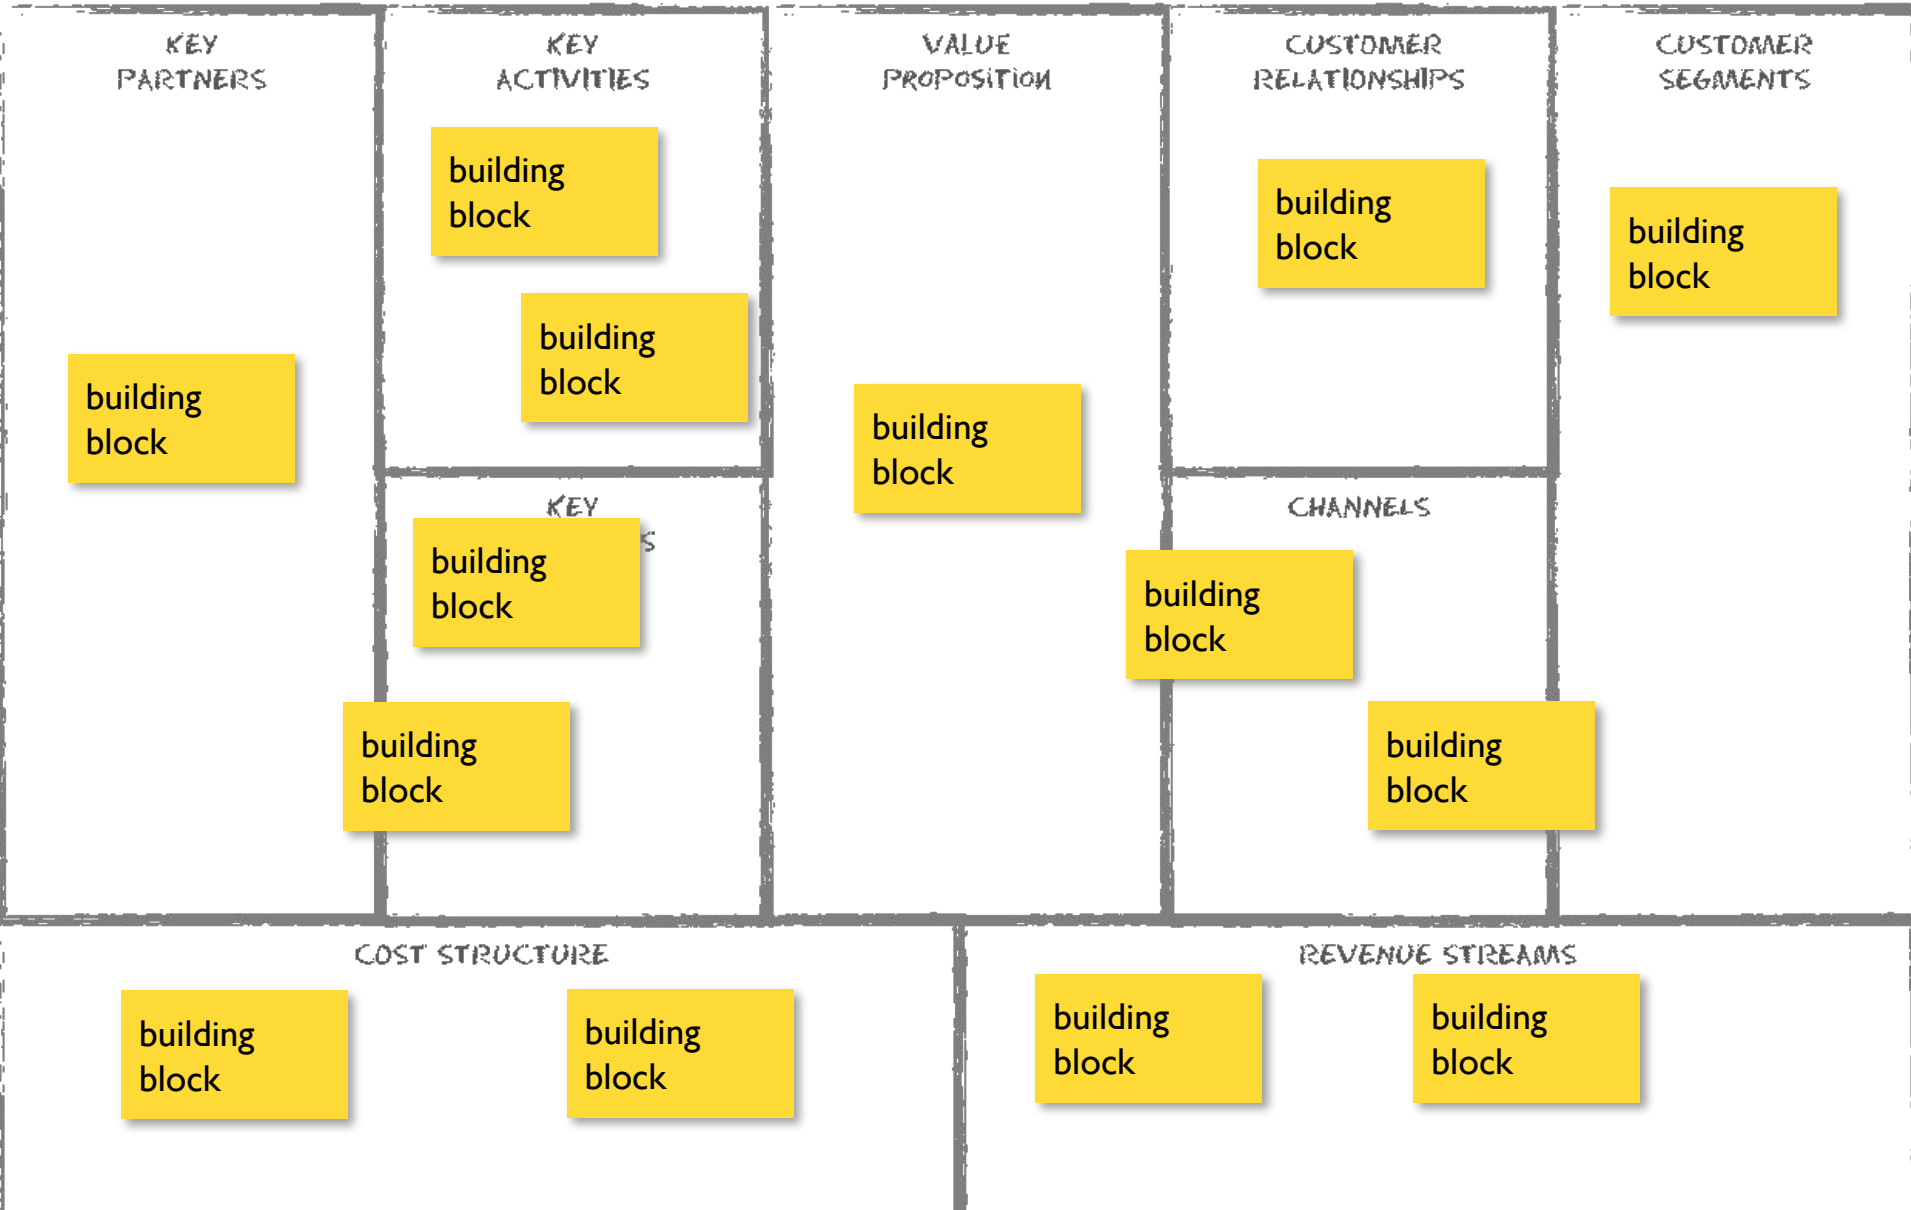 KEY
PARTNERS
building
block
KEY
ACTIVITIES
building
block
building
block
KEY
building
block
building
block
VALUE
PROPOSITION
building
block
CUSTOMER
RELATIONSHIPS
building
block
CHANNELS
building
block
building
block
CUSTOMER
SEGMENTS
building
block
COST STRUCTURE
building
block
building
block
REVENUE STREAMS
building
block
building
block